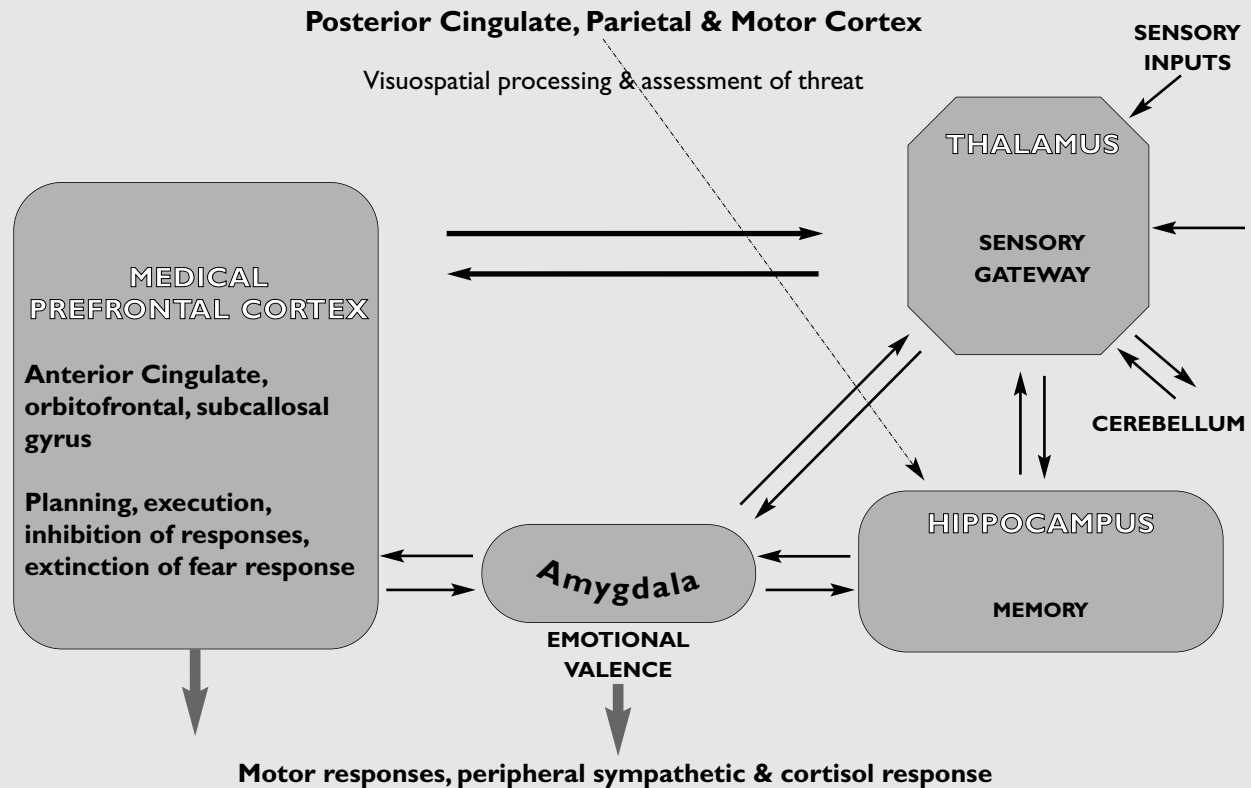 Posterior Cingulate, Parietal & Motor Cortex
Visuospatial processing & assessment of threat
SENSORY
INPUTS
THALAMUS
SENSORY
GATEWAY
MEDICAL
PREFRONTAL CORTEX
Anterior Cingulate,
orbitofrontal, subcallosal
gyrus
Planning, execution,
inhibition of responses,
extinction of fear response
CEREBELLUM
HIPPOCAMPUS
MEMORY
Amygdala
EMOTIONAL
VALENCE
Motor responses, peripheral sympathetic & cortisol response